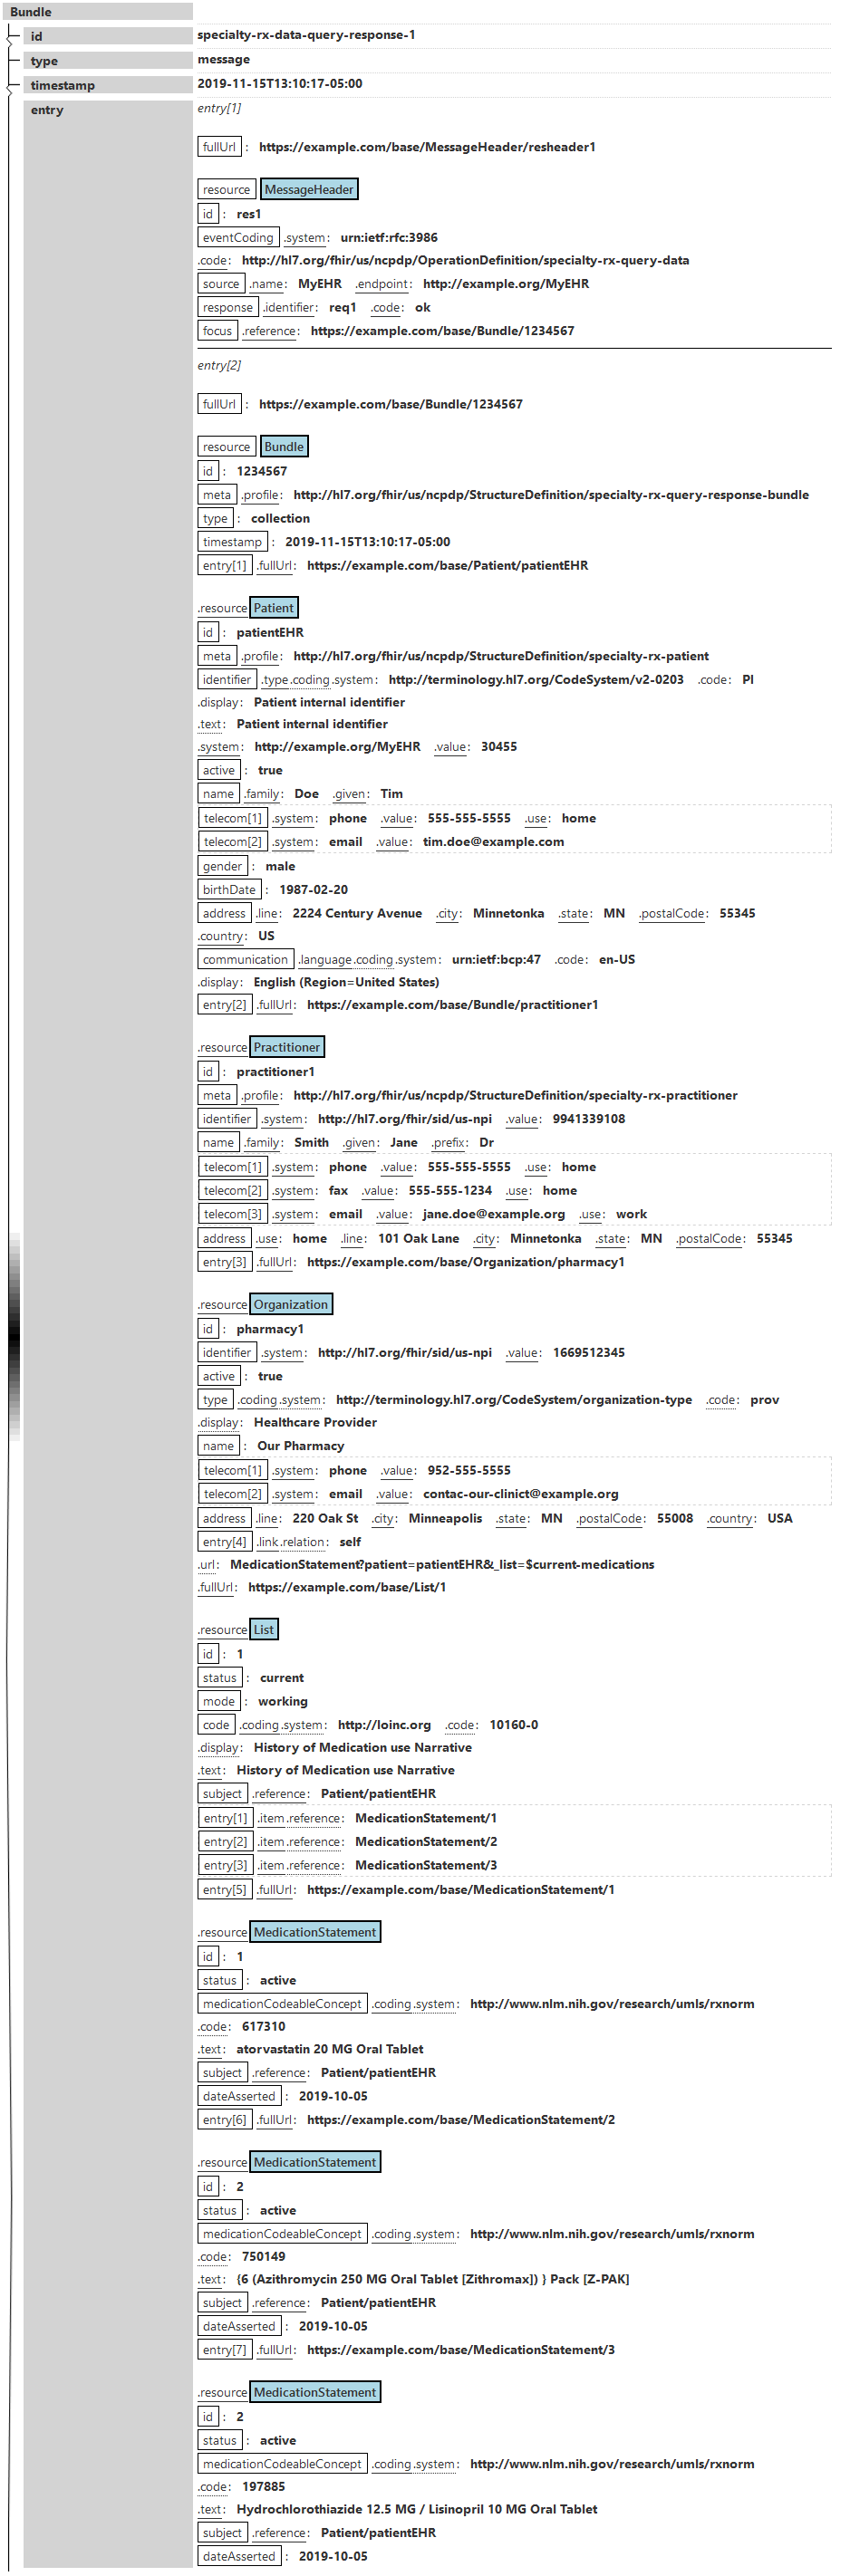 Bundle
id specialty-rx-data-query-response-1
type message
timestamp 2019-11-15T13:10:17-05:00
entry entry[1]
fullUrl : https://example.com/base/MessageHeader/resheader1
resource MessageHeader
id : res1
eventCoding .system: urn:ietf:rfc:3986
.code: http://hl7.org/fhir/us/ncpdp/OperationDefinition/specialty-rx-query-data
source .name: MyEHR .endpoint: http://example.org/MyEHR
response .identifier: req1 .code: ok
focus .reference: https://example.com/base/Bundle/1234567
entry[2]
fullUrl : https://example.com/base/Bundle/1234567
resource Bundle
id : 1234567
meta .profile: http://hl7.org/fhir/us/ncpdp/StructureDefinition/specialty-rx-query-response-bundle
type : collection
timestamp : 2019-11-15T13:10:17-05:00
entry[1] .fullUrl: https://example.com/base/Patient/patientEHR
.resource Patient
id : patientEHR
meta .profile: http://hl7.org/fhir/us/ncpdp/StructureDefinition/specialty-rx-patient
identifier .type.coding.system: http://terminology.hl7.org/CodeSystem/v2-0203 .code: PI
.display: Patient internal identifier
.text: Patient internal identifier
.system: http://example.org/MyEHR .value: 30455
active : true
name .family: Doe .given: Tim
telecom[1] .system: phone .value: 555-555-5555 .use: home
telecom[2] .system: email .value: tim.doe@example.com
gender : male
birthDate : 1987-02-20
address .line: 2224 Century Avenue .city: Minnetonka .state: MN .postalCode: 55345
.country: US
communication .language.coding.system: urn:ietf:bcp:47 .code: en-US
.display: English (Region=United States)
entry[2] .fullUrl: https://example.com/base/Bundle/practitioner1
.resource Practitioner
id : practitioner1
meta .profile: http://hl7.org/fhir/us/ncpdp/StructureDefinition/specialty-rx-practitioner
identifier .system: http://hl7.org/fhir/sid/us-npi .value: 9941339108
name .family: Smith .given: Jane .prefix: Dr
telecom[1] .system: phone .value: 555-555-5555 .use: home
telecom[2] .system: fax .value: 555-555-1234 .use: home
telecom[3] .system: email .value: jane.doe@example.org .use: work
address .use: home .line: 101 Oak Lane .city: Minnetonka .state: MN .postalCode: 55345
entry[3] .fullUrl: https://example.com/base/Organization/pharmacy1
.resource Organization
id : pharmacy1
identifier .system: http://hl7.org/fhir/sid/us-npi .value: 1669512345
active : true
type .coding.system: http://terminology.hl7.org/CodeSystem/organization-type .code: prov
.display: Healthcare Provider
name : Our Pharmacy
telecom[1] .system: phone .value: 952-555-5555
telecom[2] .system: email .value: contac-our-clinict@example.org
address .line: 220 Oak St .city: Minneapolis .state: MN .postalCode: 55008 .country: USA
entry[4] .link.relation: self
.url: MedicationStatement?patient=patientEHR&_list=$current-medications
.fullUrl: https://example.com/base/List/1
.resource List
id : 1
status : current
mode : working
code .coding.system: http://loinc.org .code: 10160-0
.display: History of Medication use Narrative
.text: History of Medication use Narrative
subject .reference: Patient/patientEHR
entry[1] .item.reference: MedicationStatement/1
entry[2] .item.reference: MedicationStatement/2
entry[3] .item.reference: MedicationStatement/3
entry[5] .fullUrl: https://example.com/base/MedicationStatement/1
.resource MedicationStatement
id : 1
status : active
medicationCodeableConcept .coding.system: http://www.nlm.nih.gov/research/umls/rxnorm
.code: 617310
.text: atorvastatin 20 MG Oral Tablet
subject .reference: Patient/patientEHR
dateAsserted : 2019-10-05
entry[6] .fullUrl: https://example.com/base/MedicationStatement/2
.resource MedicationStatement
id : 2
status : active
medicationCodeableConcept .coding.system: http://www.nlm.nih.gov/research/umls/rxnorm
.code: 750149
.text: {6 (Azithromycin 250 MG Oral Tablet [Zithromax]) } Pack [Z-PAK]
subject .reference: Patient/patientEHR
dateAsserted : 2019-10-05
entry[7] .fullUrl: https://example.com/base/MedicationStatement/3
.resource MedicationStatement
id : 2
status : active
medicationCodeableConcept .coding.system: http://www.nlm.nih.gov/research/umls/rxnorm
.code: 197885
.text: Hydrochlorothiazide 12.5 MG / Lisinopril 10 MG Oral Tablet
subject .reference: Patient/patientEHR
dateAsserted : 2019-10-05